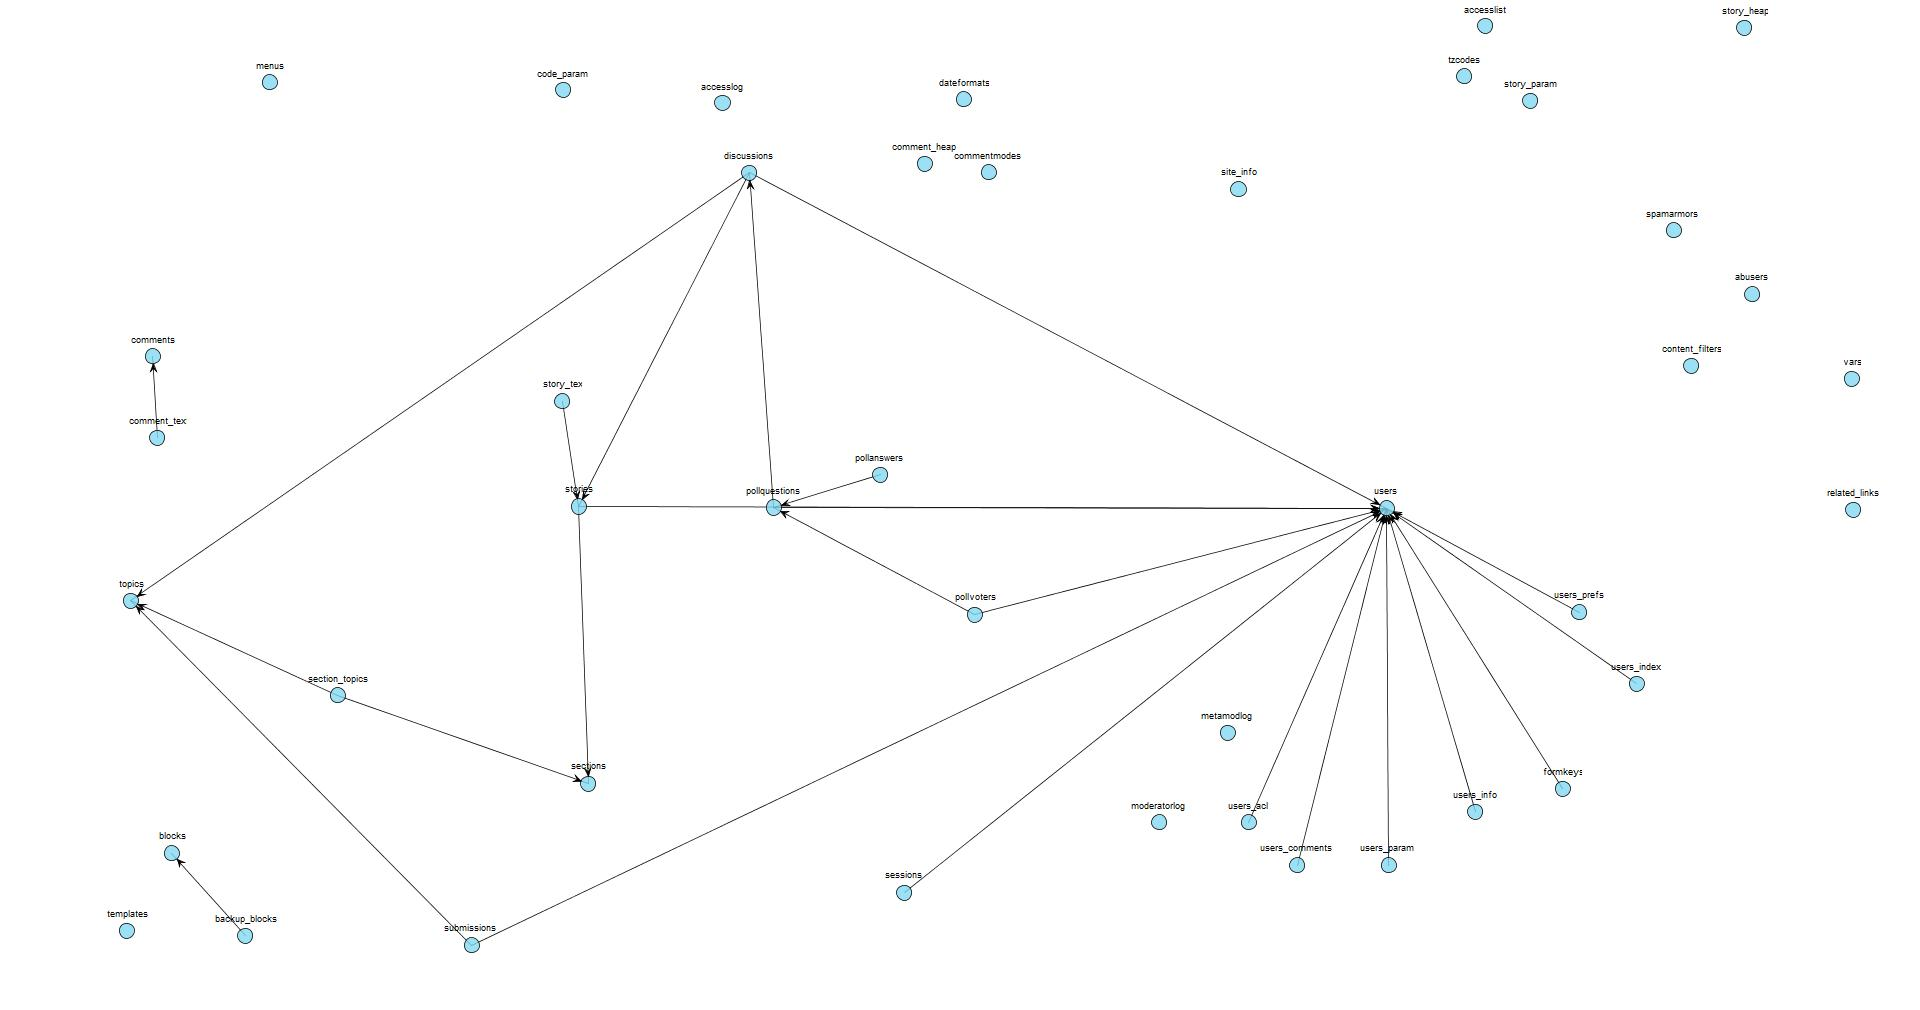 accesslist
story_heap
tzcodes
menus
code_param
dateformats
story_param
accesslog
comment_heap
discussions
commentmodes
site_info
spamarmors
abusers
comments
content_filters
vars
story_tex
comment_tex
pollanswers
stories
pollquestions
users
related_links
topics
users_prefs
pollvoters
users_index
section_topics
metamodlog
sections
formkeys
users_info
moderatorlog
users_acl
blocks
users_comments
users_param
sessions
templates
backup_blocks
submissions